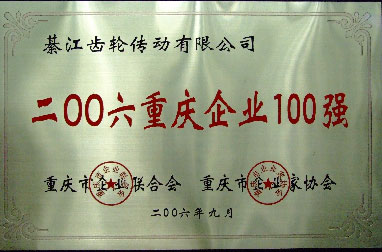 綦江齿轮传动有限公司
二〇〇六重庆企业100强
重庆市企业联合会 重庆市企业家协会
二〇〇六年九月